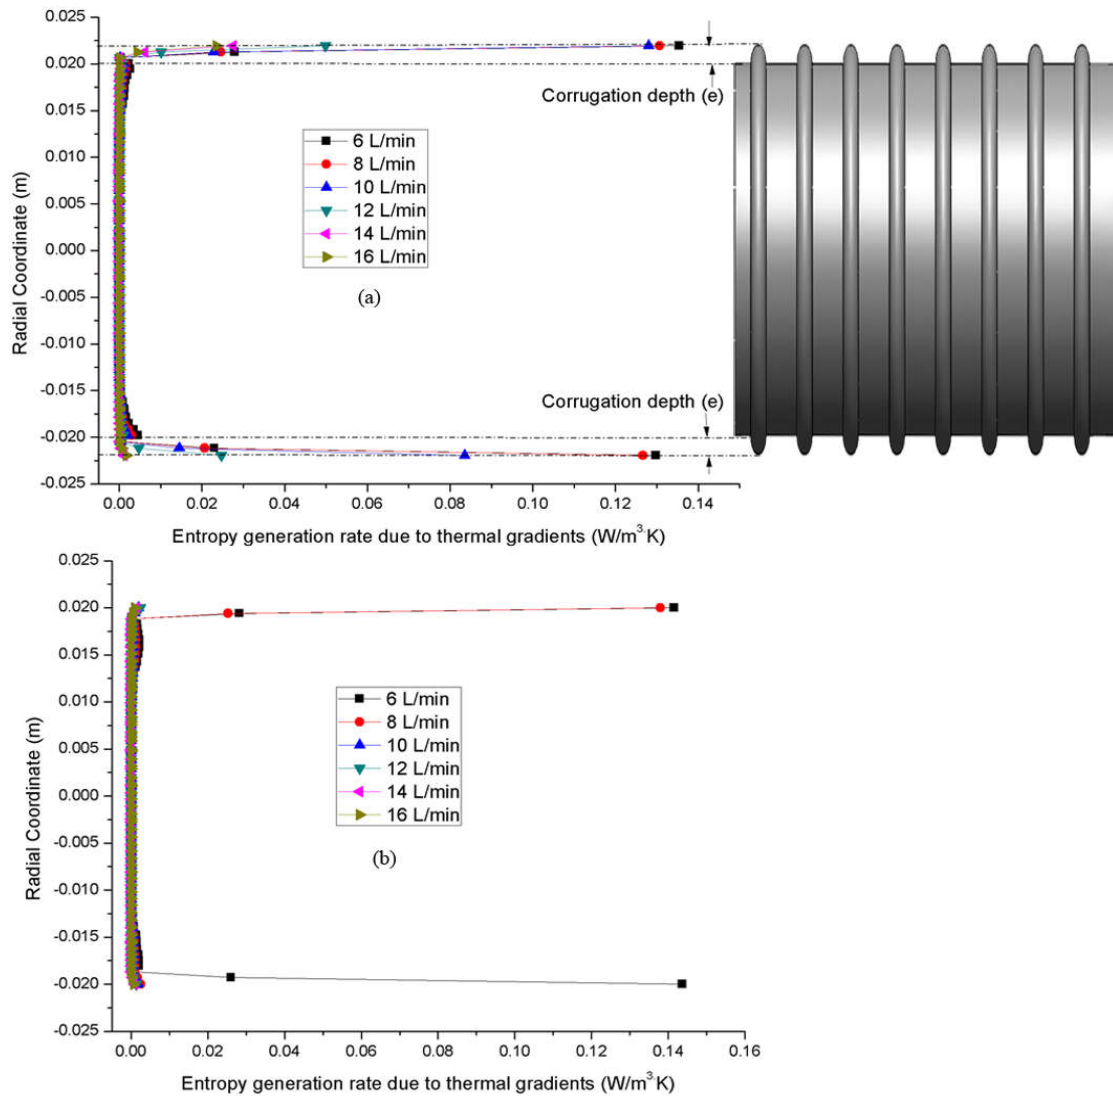 0.025
0.020
0.015
0.010
0.005
0.000
-0.005
-0.010
-0.015
-0.020
-0.025
Radial Coordinate (m)
Corrugation depth (e)
6 L/min
8 L/min
10 L/min
12 L/min
14 L/min
16 L/min
(a)
Corrugation depth (e)
0.00 0.02 0.04 0.06 0.08 0.10 0.12 0.14
Entropy generation rate due to thermal gradients (W/m³·K)
0.025
0.020
0.015
0.010
0.005
0.000
-0.005
-0.010
-0.015
-0.020
-0.025
Radial Coordinate (m)
6 L/min
8 L/min
10 L/min
12 L/min
14 L/min
16 L/min
(b)
0.00 0.02 0.04 0.06 0.08 0.10 0.12 0.14 0.16
Entropy generation rate due to thermal gradients (W/m³·K)